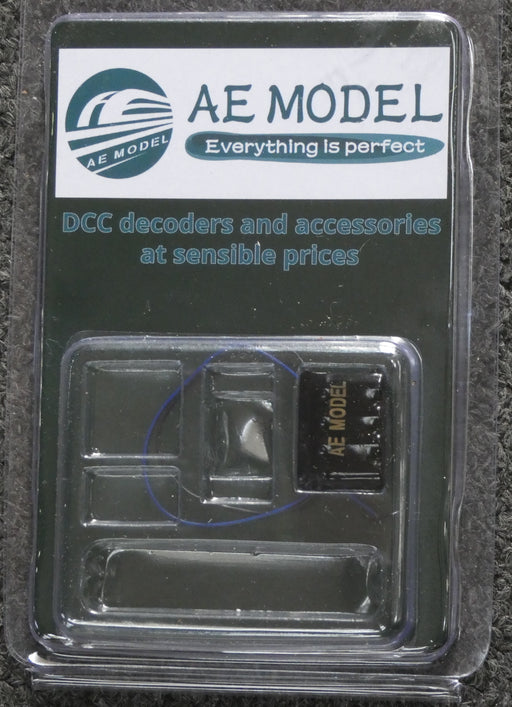 AE MODEL
AE MODEL
Everything is perfect
DCC decoders and accessories
at sensible prices
AE MODEL